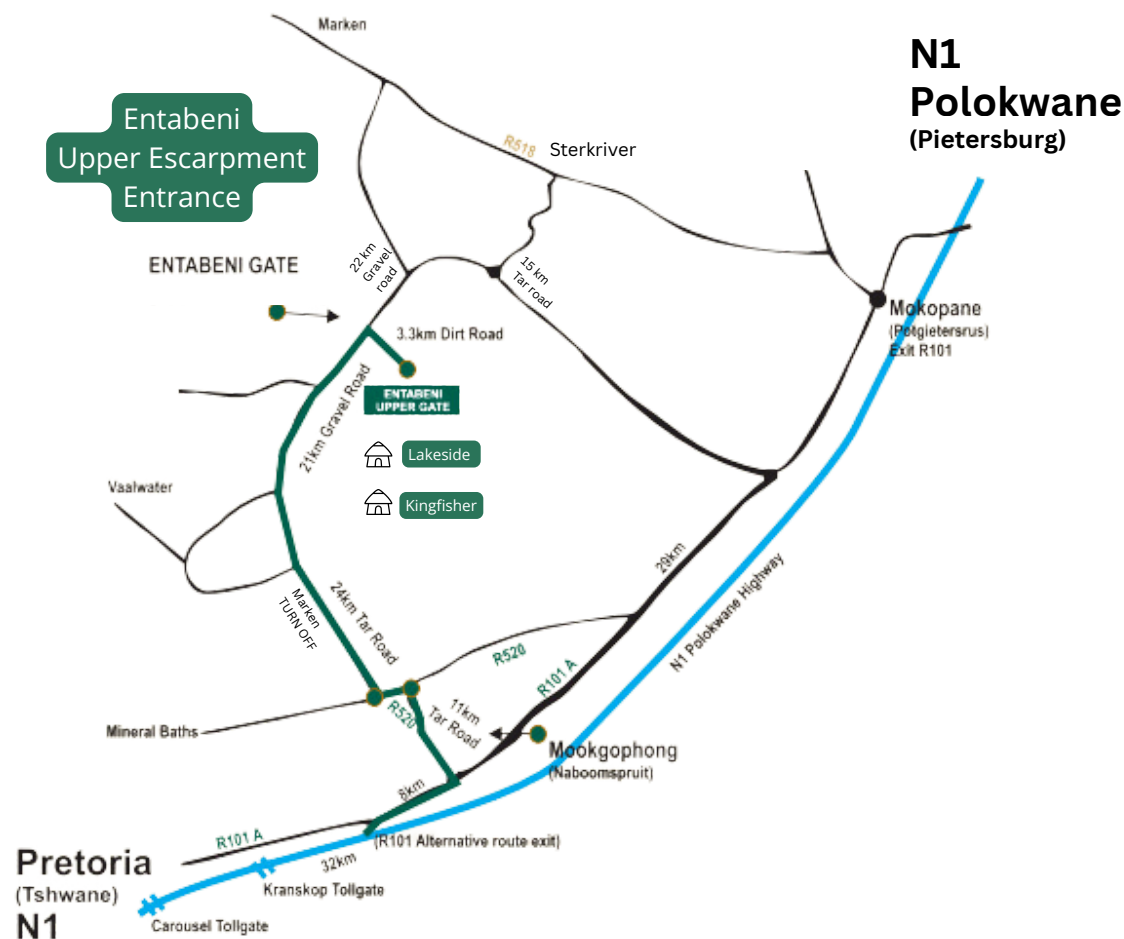 Marken
N1
Polokwane
(Pietersburg)
Entabeni
Upper Escarpment
Entrance
R518
Sterkriver
ENTABENI GATE
22 km
Gravel
road
15 km
Tar road
Mokopane
(Potgietersrus)
Exit R101
3.3km Dirt Road
ENTABENI
UPPER GATE
21km Gravel Road
Lakeside
Kingfisher
Vaalwater
29km
Marken
TURN OFF
24km Tar Road
N1 Polokwane Highway
R520
R101 A
R520
11km
Tar Road
Mineral Baths
Mookgophong
(Naboomspruit)
8km
R101 A
(R101 Alternative route exit)
32km
Pretoria
(Tshwane)
N1
Kranskop Tollgate
Carousel Tollgate